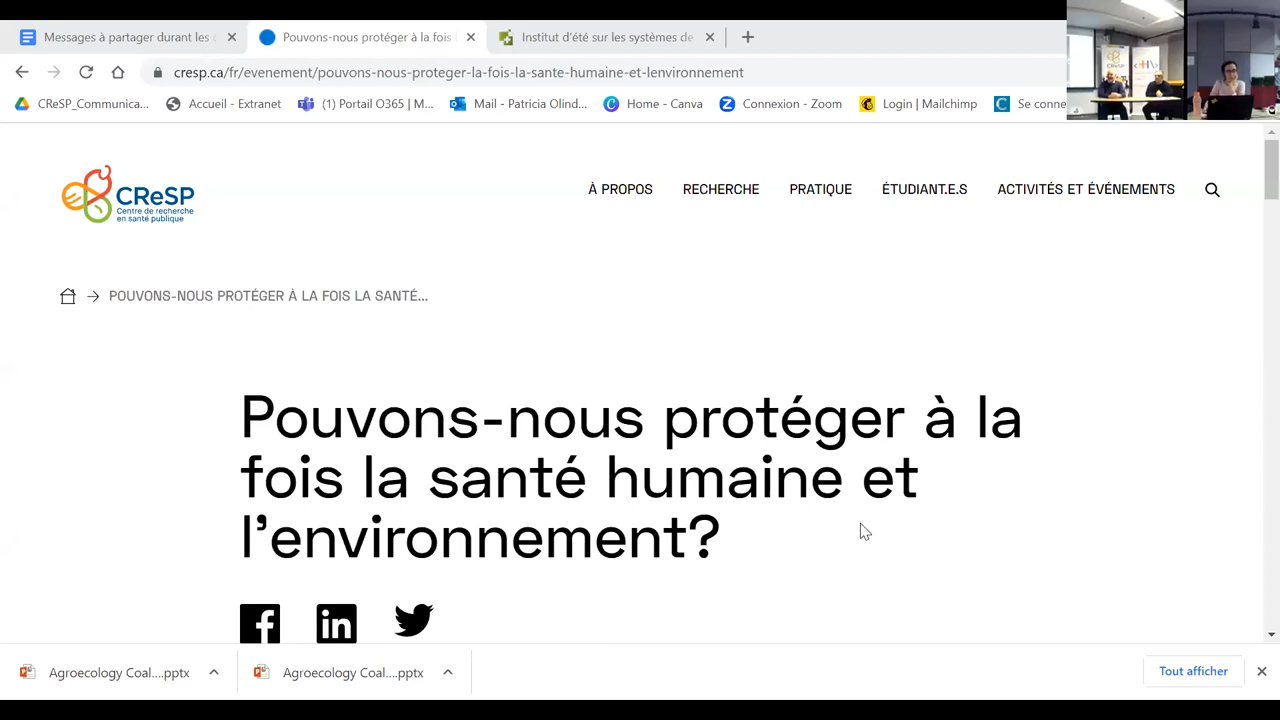 Messages à partager durant les c
Pouvons-nous protéger à la fois l
Institut d'été sur les systèmes de
cresp.ca/fr/evenement/pouvons-nous-proteger-la-fois-la-sante-humaine-et-lenvironnement
CReSP_Communica...
Accueil - Extranet
(1) Portail O365 | M...
Mail - Patricia Olind...
Home - Canva
Connexion - Zoom
Login | Mailchimp
Se conne
CReSP
Centre de recherche
en santé publique
À PROPOS
RECHERCHE
PRATIQUE
ÉTUDIANT.E.S
ACTIVITÉS ET ÉVÉNEMENTS
POUVONS-NOUS PROTÉGER À LA FOIS LA SANTÉ...
Pouvons-nous protéger à la
fois la santé humaine et
l’environnement?
Agroecology Coal....pptx
Agroecology Coal....pptx
Tout afficher